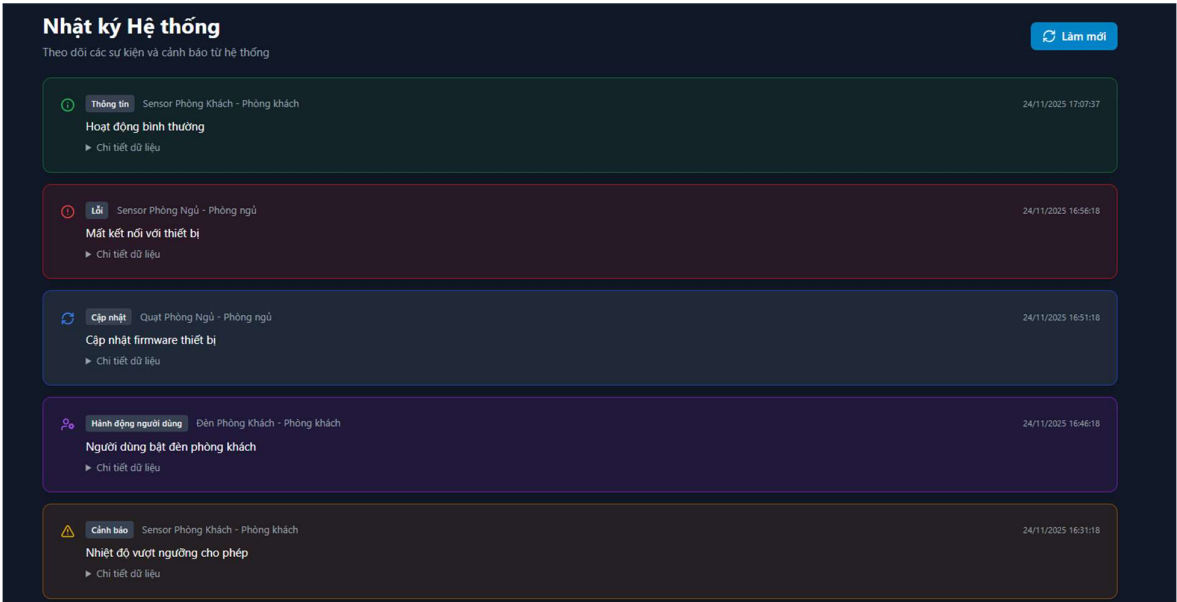 Nhật ký Hệ thống
Theo dõi các sự kiện và cảnh báo từ hệ thống
Làm mới
Thông tin Sensor Phòng Khách - Phòng khách 24/11/2025 17:07:37
Hoạt động bình thường
Chi tiết dữ liệu
Lỗi Sensor Phòng Ngủ - Phòng ngủ 24/11/2025 16:56:18
Mất kết nối với thiết bị
Chi tiết dữ liệu
Cập nhật Quạt Phòng Ngủ - Phòng ngủ 24/11/2025 16:51:18
Cập nhật firmware thiết bị
Chi tiết dữ liệu
Hành động người dùng Đèn Phòng Khách - Phòng khách 24/11/2025 16:46:18
Người dùng bật đèn phòng khách
Chi tiết dữ liệu
Cảnh báo Sensor Phòng Khách - Phòng khách 24/11/2025 16:31:18
Nhiệt độ vượt ngưỡng cho phép
Chi tiết dữ liệu